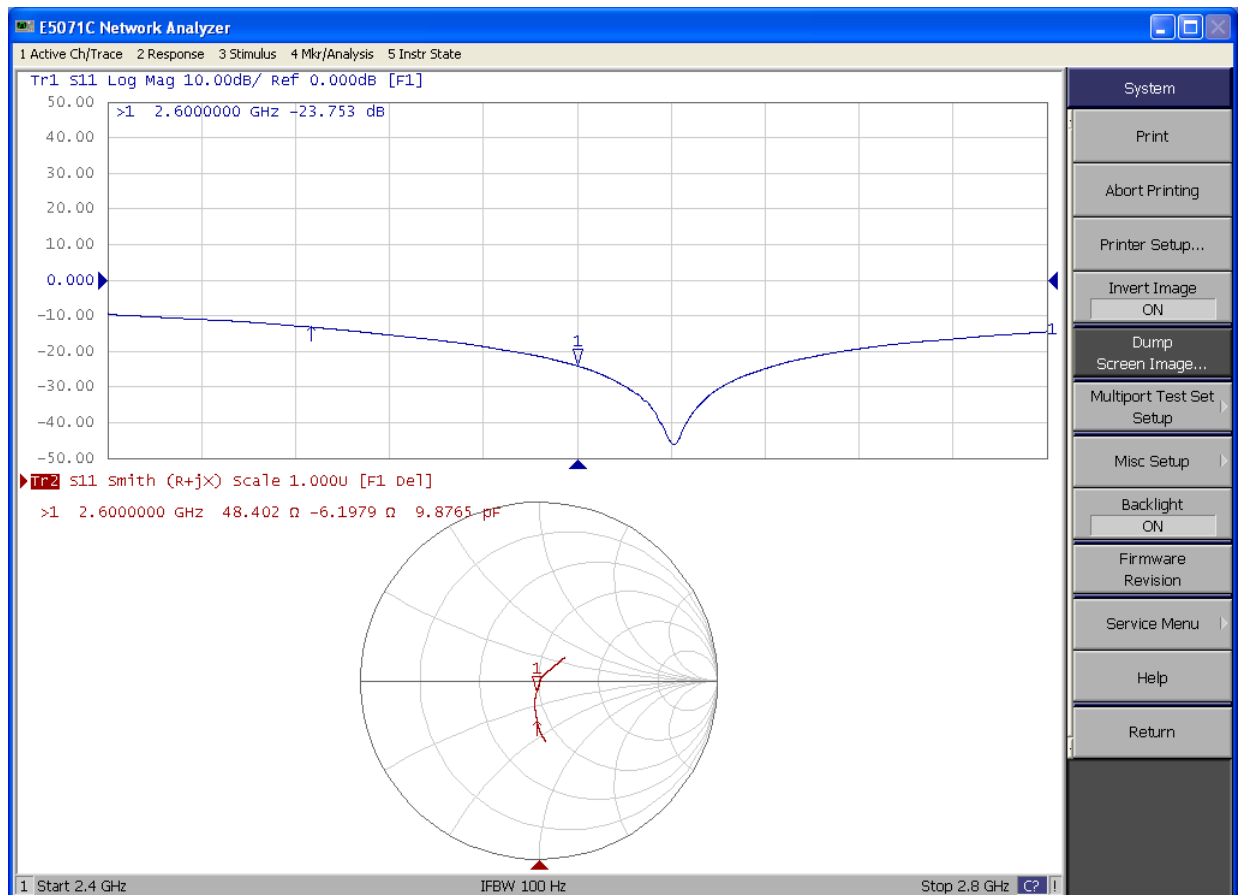 E5071C Network Analyzer
1 Active Ch/Trace 2 Response 3 Stimulus 4 Mkr/Analysis 5 Instr State
Tr1 S11 Log Mag 10.00dB/ Ref 0.000dB [F1]
50.00
>1 2.6000000 GHz -23.753 dB
40.00
30.00
20.00
10.00
0.000
-10.00
1
1
-20.00
-30.00
-40.00
-50.00
Tr2 S11 Smith (R+jX) Scale 1.000U [F1 Del]
>1 2.6000000 GHz 48.402 Ω -6.1979 Ω 9.8765 pF
1
1 Start 2.4 GHz
IFBW 100 Hz
Stop 2.8 GHz C? !
System
Print
Abort Printing
Printer Setup...
Invert Image
ON
Dump
Screen Image...
Multiport Test Set
Setup
Misc Setup
Backlight
ON
Firmware
Revision
Service Menu
Help
Return